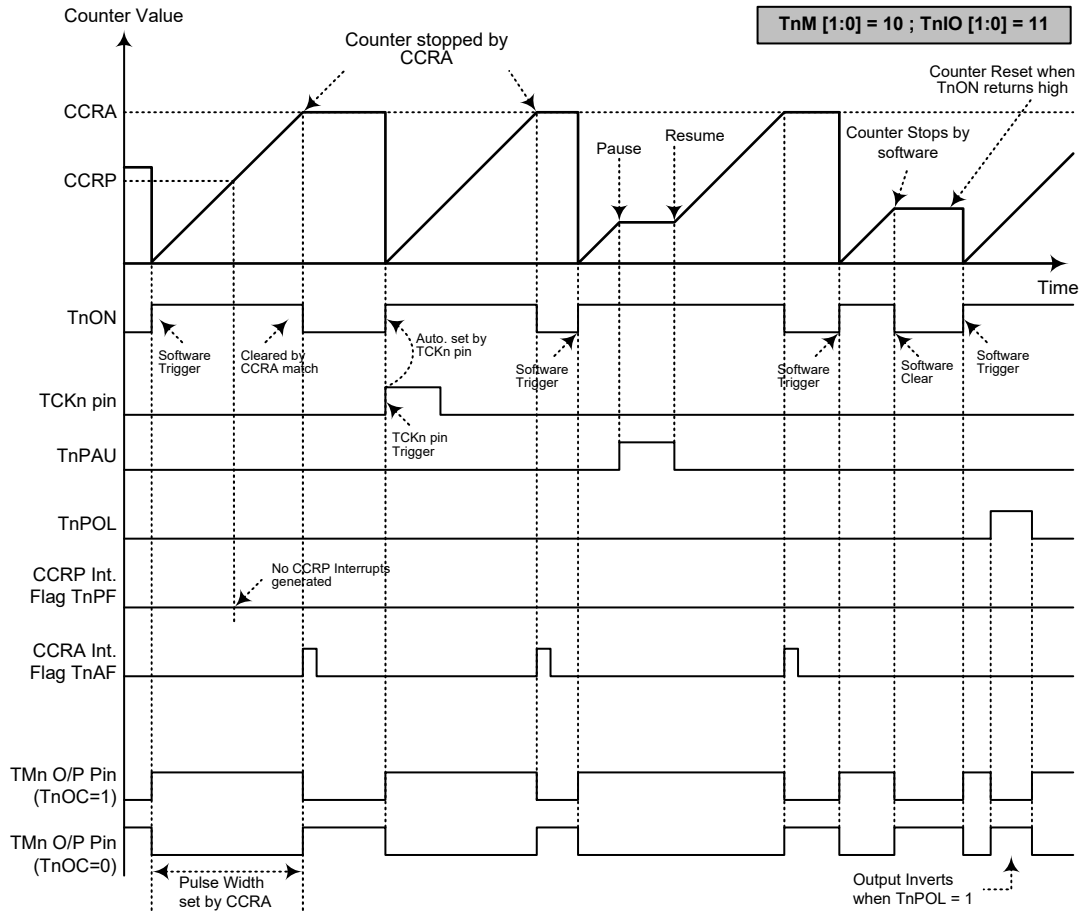 Counter Value
TnM [1:0] = 10 ; TnIO [1:0] = 11
Counter stopped by
CCRA
Counter Reset when
TnON returns high
CCRA
Pause
Resume
Counter Stops by
software
CCRP
Time
TnON
Software
Trigger
Cleared by
CCRA match
Auto. set by
TCKn pin
Software
Trigger
Software
Trigger
Software
Clear
Software
Trigger
TCKn pin
TCKn pin
Trigger
TnPAU
TnPOL
CCRP Int.
Flag TnPF
No CCRP Interrupts
generated
CCRA Int.
Flag TnAF
TMn O/P Pin
(TnOC=1)
TMn O/P Pin
(TnOC=0)
Pulse Width
set by CCRA
Output Inverts
when TnPOL = 1